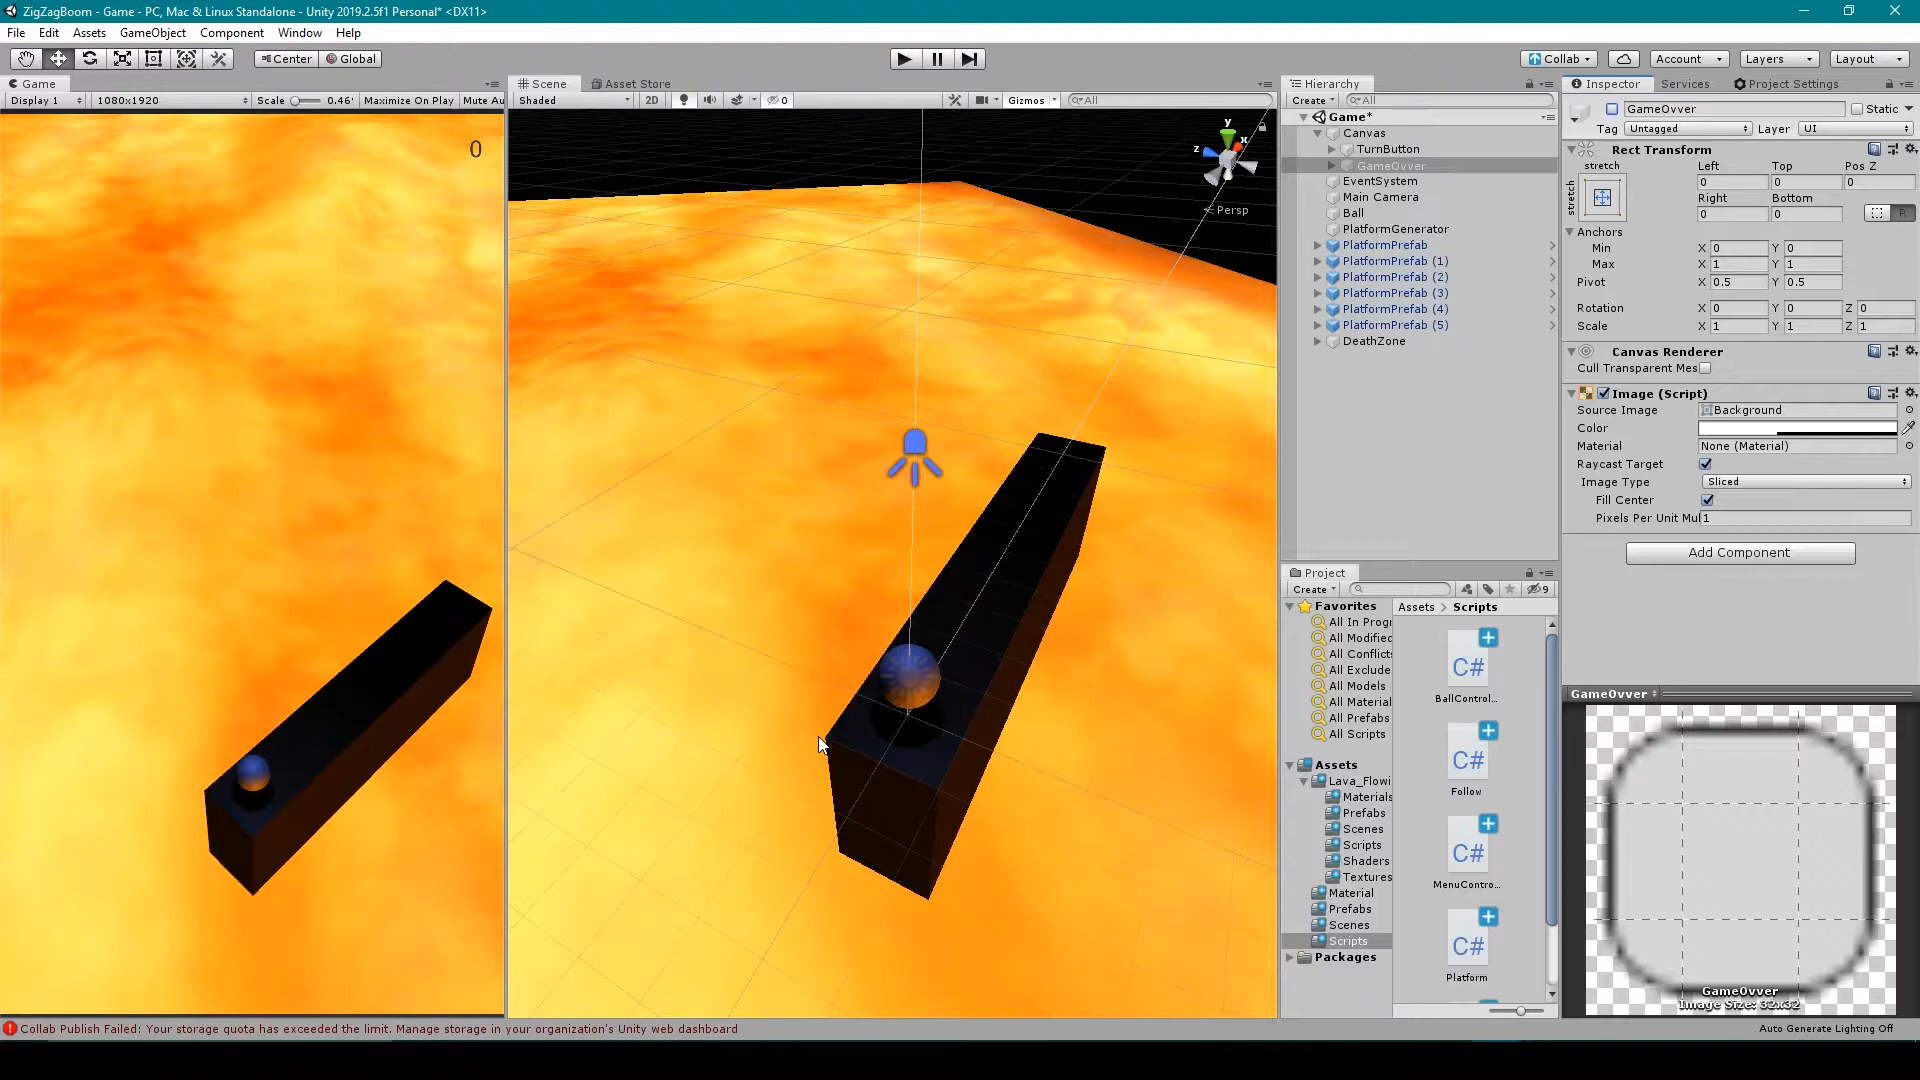 ZigZagBoom - Game - PC, Mac & Linux Standalone - Unity 2019.2.5f1 Personal* <DX11>
File Edit Assets GameObject Component Window Help
Center Global Collab Account Layers Layout
Game
Display 1 1080x1920 Scale 0.46' Maximize On Play Mute Au
0
Scene Asset Store
Shaded 2D 0 Gizmos All
y
x
z
Persp
Hierarchy
Create All
Game*
Canvas
TurnButton
GameOvver
EventSystem
Main Camera
Ball
PlatformGenerator
PlatformPrefab
PlatformPrefab (1)
PlatformPrefab (2)
PlatformPrefab (3)
PlatformPrefab (4)
PlatformPrefab (5)
DeathZone
Project
Create 9
Favorites
All In Progr
All Modified
All Conflict
All Exclude
All Models
All Material
All Prefabs
All Scripts
Assets
Lava_Flowi
Materials
Prefabs
Scenes
Scripts
Shaders
Textures
Material
Prefabs
Scenes
Scripts
Packages
Assets > Scripts
C#
BallControl...
C#
Follow
C#
MenuContro...
C#
Platform
Inspector Services Project Settings
GameOvver Static
Tag Untagged Layer UI
Rect Transform
stretch Left Top Pos Z
stretch 0 0 0
Right Bottom
0 0 R
Anchors
Min X 0 Y 0
Max X 1 Y 1
Pivot X 0.5 Y 0.5
Rotation X 0 Y 0 Z 0
Scale X 1 Y 1 Z 1
Canvas Renderer
Cull Transparent Mes
Image (Script)
Source Image Background
Color
Material None (Material)
Raycast Target
Image Type Sliced
Fill Center
Pixels Per Unit Mul 1
Add Component
GameOvver
GameOvver
Image Size: 32x32
Collab Publish Failed: Your storage quota has exceeded the limit. Manage storage in your organization's Unity web dashboard
Auto Generate Lighting Off